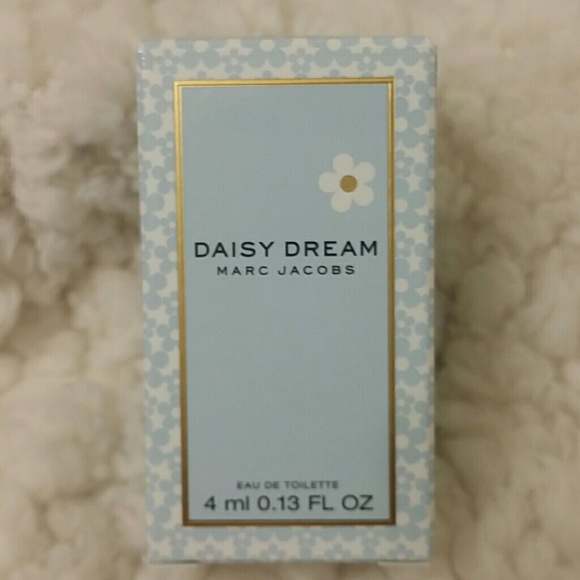 DAISY DREAM
MARC JACOBS
EAU DE TOILETTE
4 ml 0.13 FL OZ